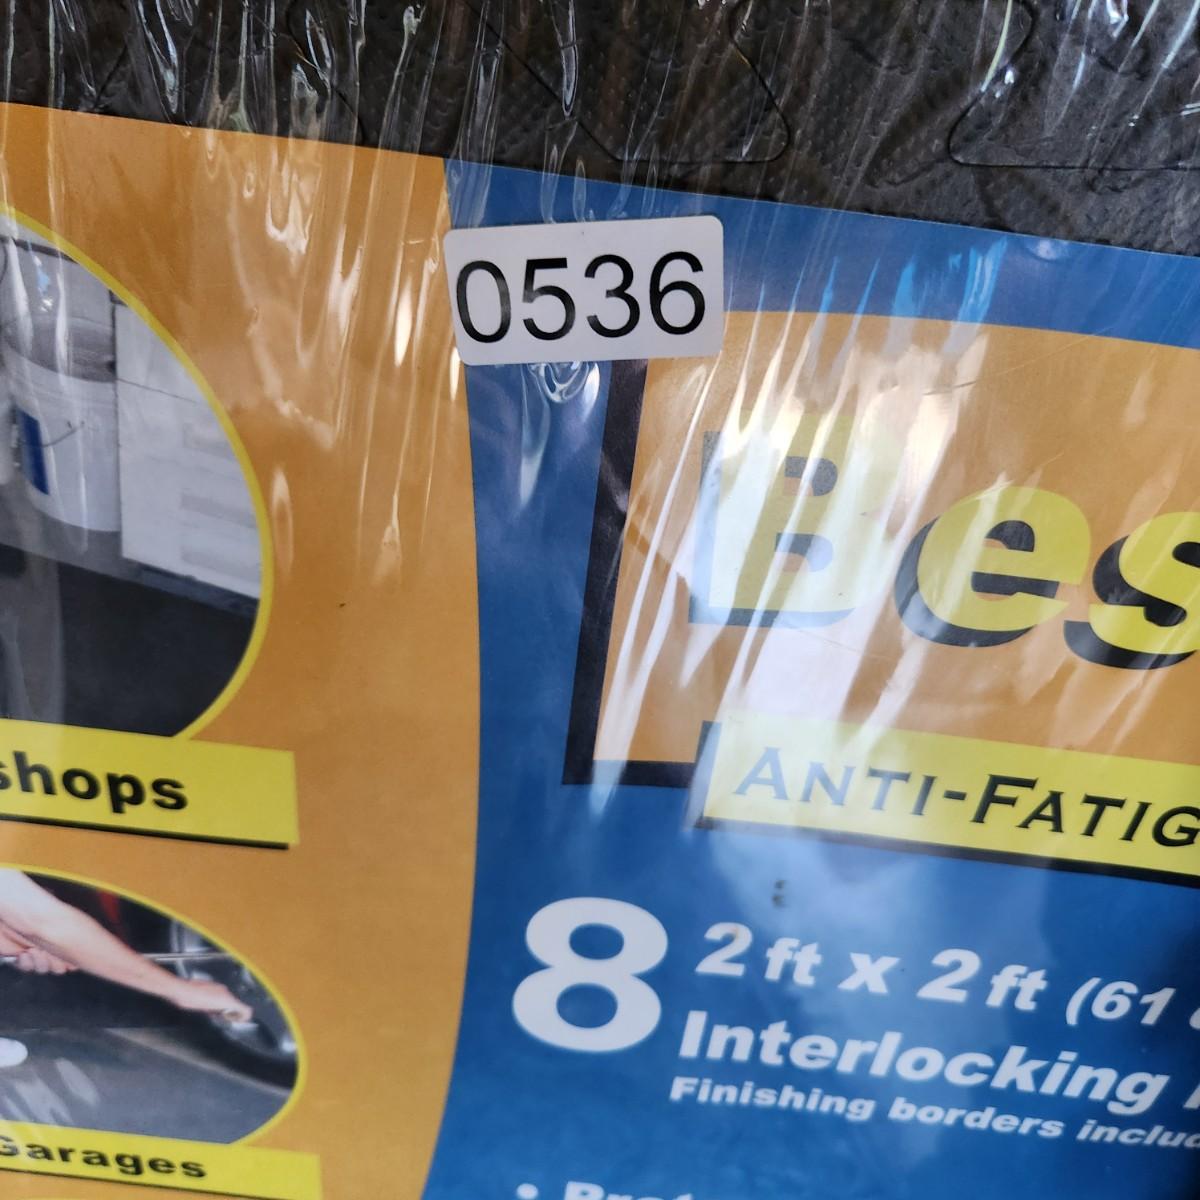 0536
Bes
ANTI-FATIG
shops
8
2 ft x 2 ft (61
Interlocking
Finishing borders includ
Garages